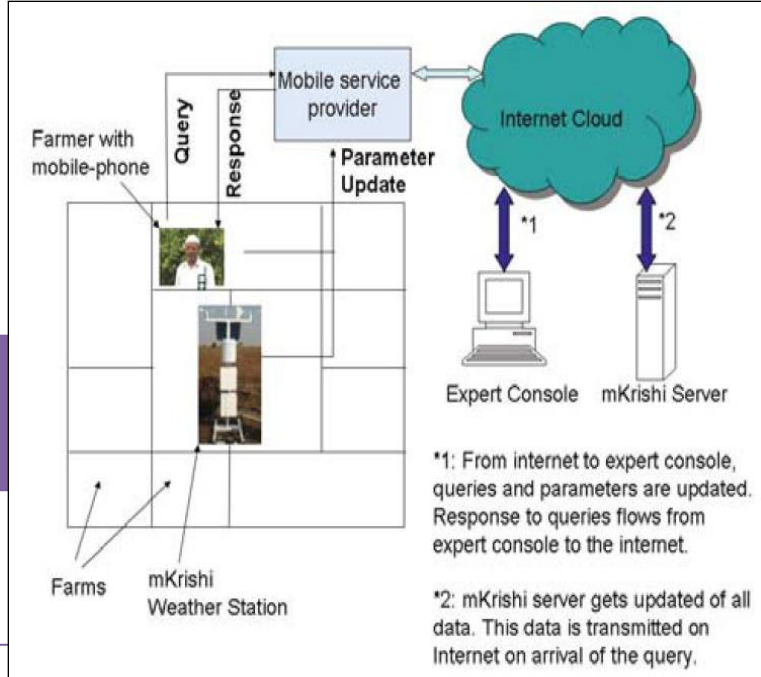 Mobile service
provider
Internet Cloud
Query
Response
Farmer with
mobile-phone
Parameter
Update
*1
*2
Expert Console
mKrishi Server
Farms
mKrishi
Weather Station
*1: From internet to expert console,
queries and parameters are updated.
Response to queries flows from
expert console to the internet.
*2: mKrishi server gets updated of all
data. This data is transmitted on
Internet on arrival of the query.